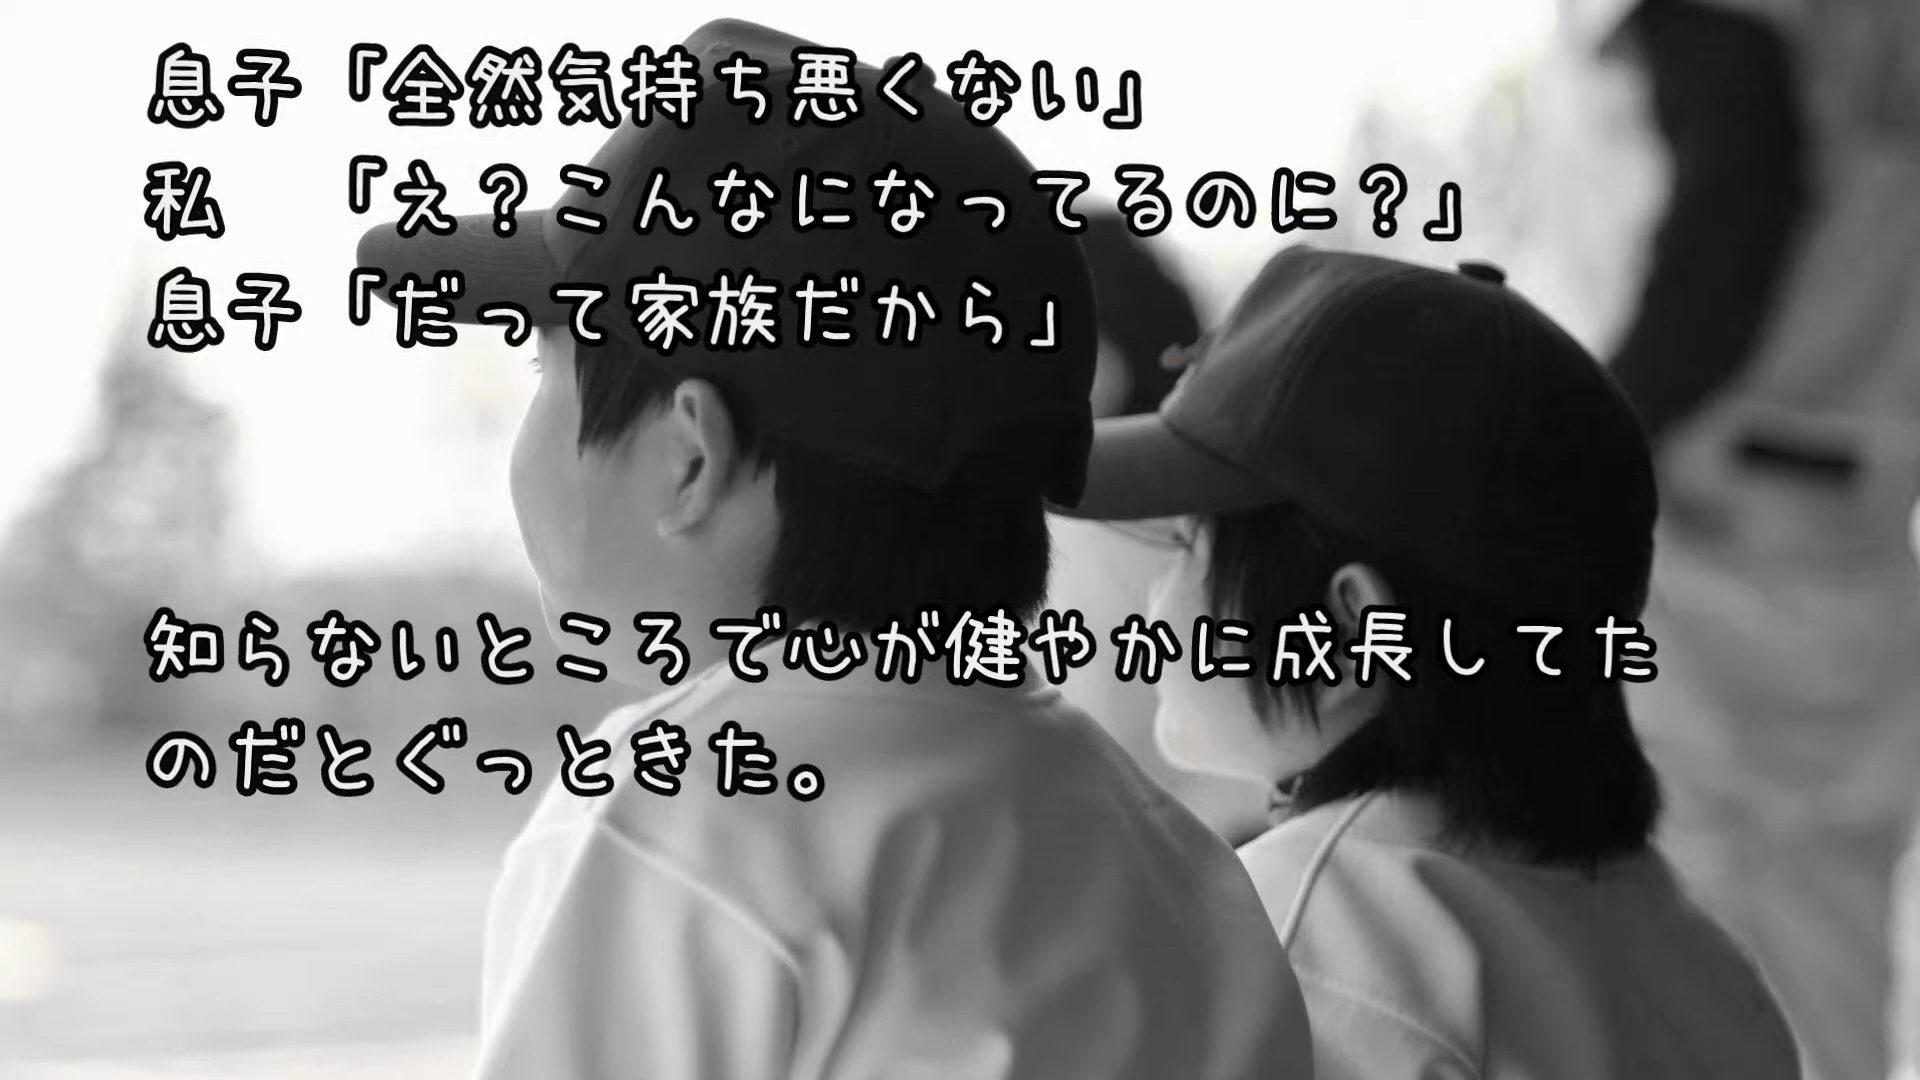 息子「全然気持ち悪くない」
私　「え？こんなになってるのに？」
息子「だって家族だから」
知らないところで心が健やかに成長してた
のだとぐっときた。